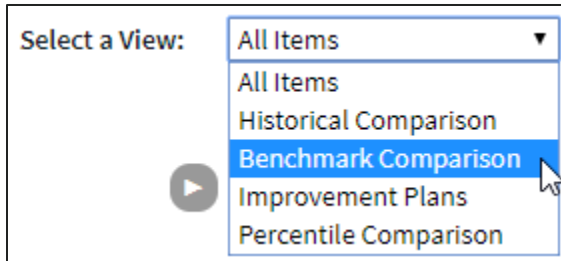 Select a View: All Items
All Items
Historical Comparison
Benchmark Comparison
Improvement Plans
Percentile Comparison